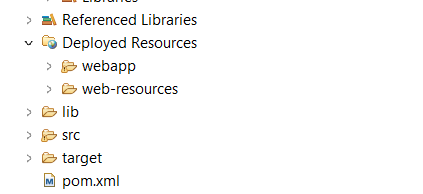 Referenced Libraries
Deployed Resources
webapp
web-resources
lib
src
target
pom.xml